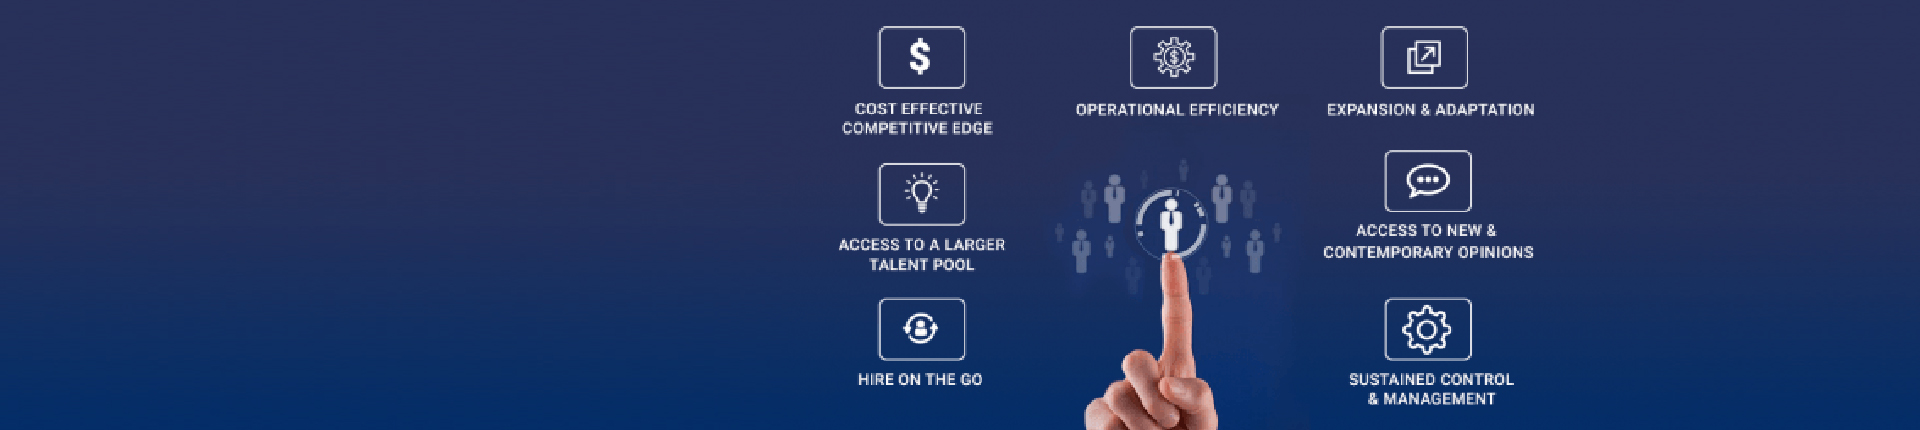 $
$
COST EFFECTIVE
COMPETITIVE EDGE
OPERATIONAL EFFICIENCY
EXPANSION & ADAPTATION
ACCESS TO A LARGER
TALENT POOL
ACCESS TO NEW &
CONTEMPORARY OPINIONS
HIRE ON THE GO
SUSTAINED CONTROL
& MANAGEMENT